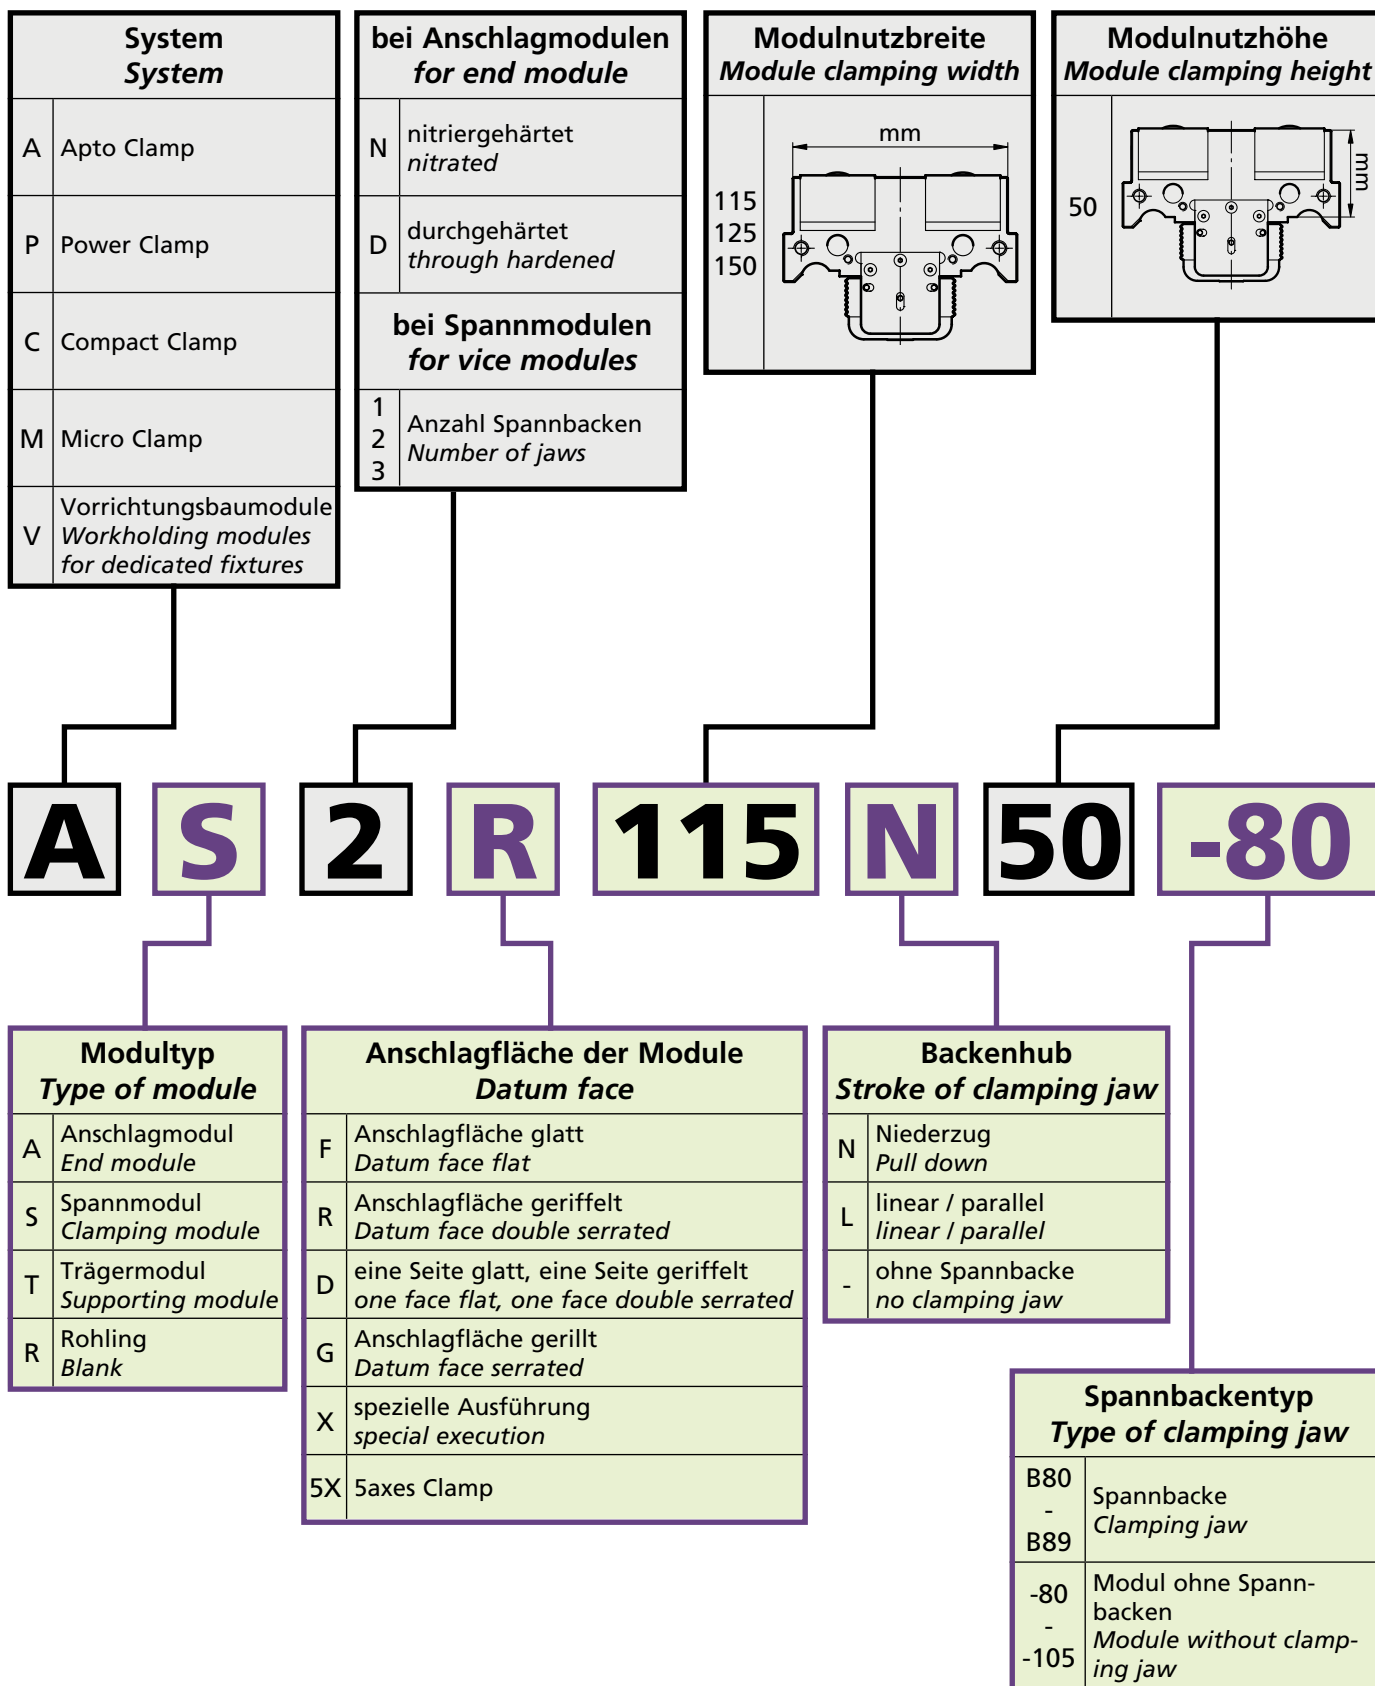 System
System
A
Apto Clamp
P
Power Clamp
C
Compact Clamp
M
Micro Clamp
V
Vorrichtungsbaumodule
Workholding modules
for dedicated fixtures
bei Anschlagmodulen
for end module
N
nitriergehärtet
nitrated
D
durchgehärtet
through hardened
bei Spannmodulen
for vice modules
1
2
3
Anzahl Spannbacken
Number of jaws
Modulnutzbreite
Module clamping width
115
125
150
mm
Modulnutzhöhe
Module clamping height
50
mm
A S 2 R 115 N 50 -80
Modultyp
Type of module
A
Anschlagmodul
End module
S
Spannmodul
Clamping module
T
Trägermodul
Supporting module
R
Rohling
Blank
Anschlagfläche der Module
Datum face
F
Anschlagfläche glatt
Datum face flat
R
Anschlagfläche geriffelt
Datum face double serrated
D
eine Seite glatt, eine Seite geriffelt
one face flat, one face double serrated
G
Anschlagfläche gerillt
Datum face serrated
X
spezielle Ausführung
special execution
5X
5axes Clamp
Backenhub
Stroke of clamping jaw
N
Niederzug
Pull down
L
linear / parallel
linear / parallel
-
ohne Spannbacke
no clamping jaw
Spannbackentyp
Type of clamping jaw
B80
-
B89
Spannbacke
Clamping jaw
-80
-
-105
Modul ohne Spann-
backen
Module without clamp-
ing jaw